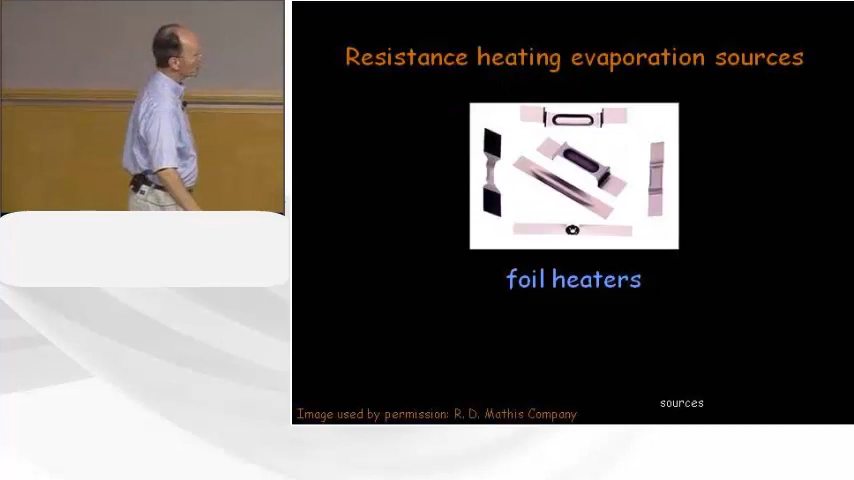 Resistance heating evaporation sources
foil heaters
sources
Image used by permission: R. D. Mathis Company